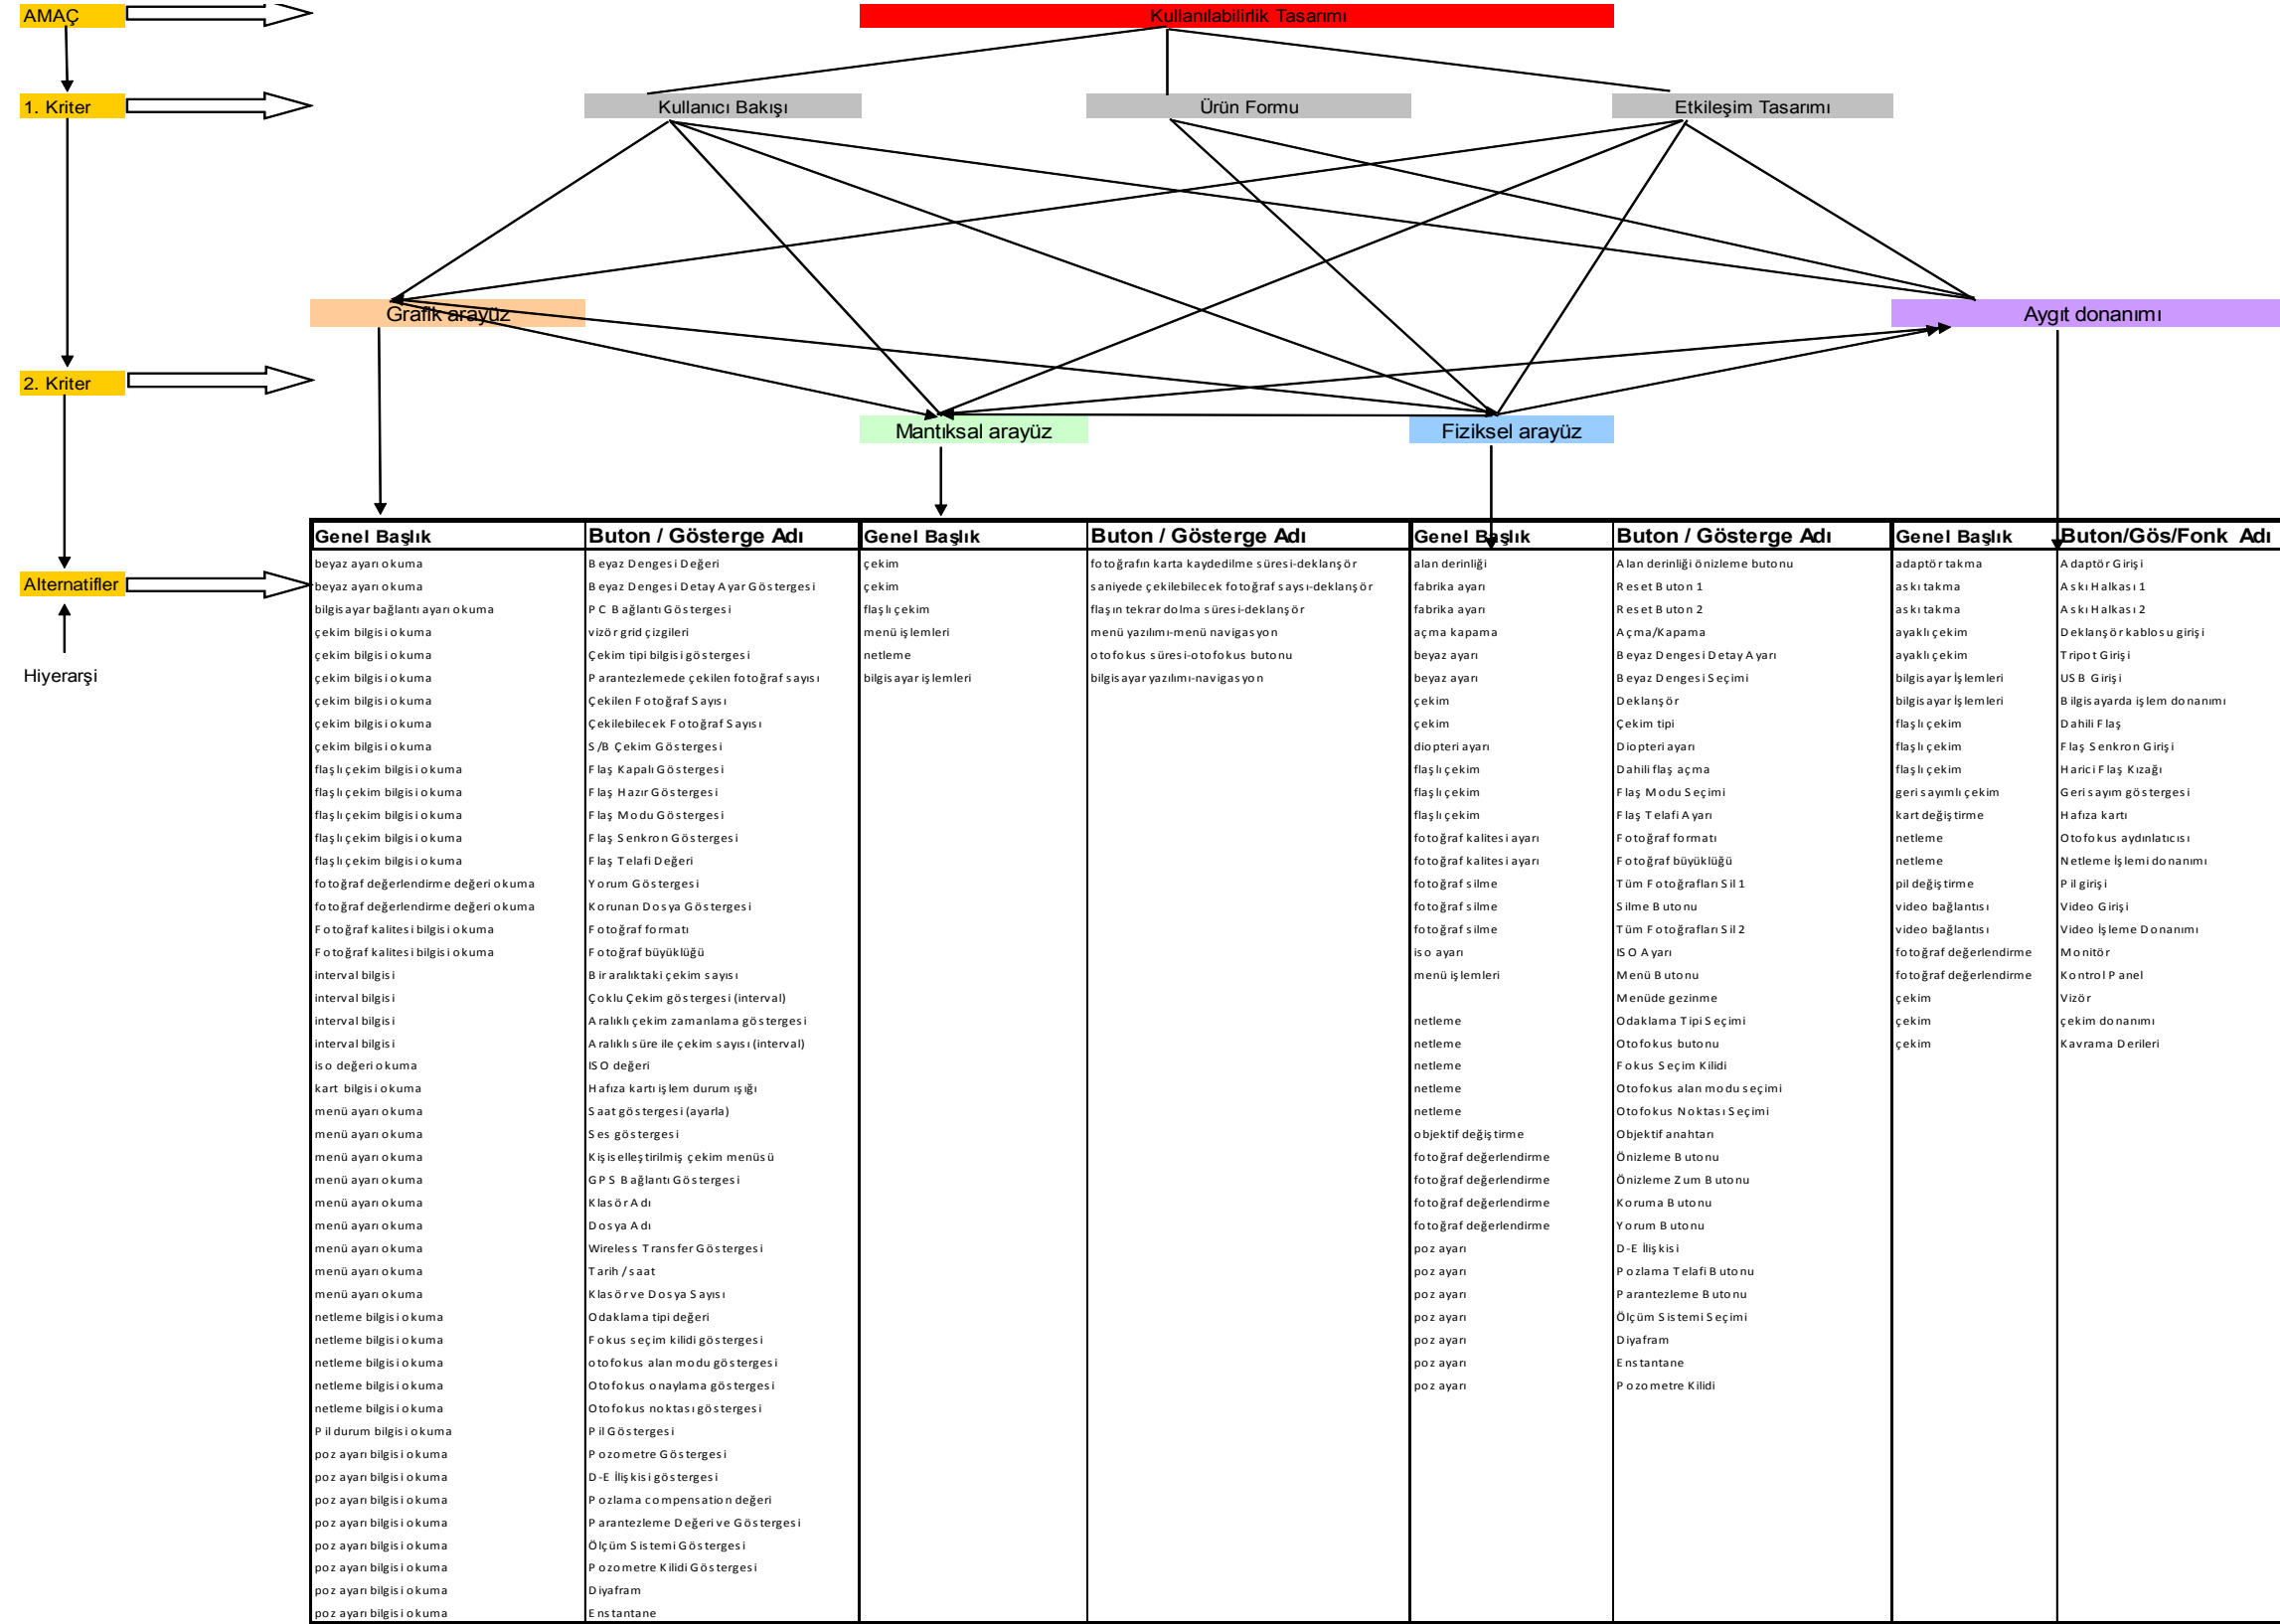 AMAÇ Kullanılabilirlik Tasarımı
1. Kriter Kullanıcı Bakışı Ürün Formu Etkileşim Tasarımı
Grafik arayüz Aygıt donanımı
2. Kriter
Mantıksal arayüz Fiziksel arayüz
Genel Başlık Buton / Gösterge Adı Genel Başlık Buton / Gösterge Adı Genel Başlık Buton / Gösterge Adı Genel Başlık Buton/Gös/Fonk Adı
beyaz ayarı okuma Beyaz Dengesi Değeri çekim fotoğrafın karta kaydedilme süresi-deklanşör alan derinliği Alan derinliği önizleme butonu adaptör takma Adaptör Girişi
Alternatifler beyaz ayarı okuma Beyaz Dengesi Detay Ayar Göstergesi çekim saniyede çekilebilecek fotoğraf saysı-deklanşör fabrika ayarı Reset Buton 1 askı takma Askı Halkası 1
bilgisayar bağlantı ayarı okuma PC Bağlantı Göstergesi flaşlı çekim flaşın tekrar dolma süresi-deklanşör fabrika ayarı Reset Buton 2 askı takma Askı Halkası 2
çekim bilgisi okuma vizör grid çizgileri menü işlemleri menü yazılımı-menü navigasyon açma kapama Açma/Kapama ayaklı çekim Deklanşör kablosu girişi
çekim bilgisi okuma Çekim tipi bilgisi göstergesi netleme otofokus süresi-otofokus butonu beyaz ayarı Beyaz Dengesi Detay Ayarı ayaklı çekim Tripot Girişi
Hiyerarşi çekim bilgisi okuma Parantezlemede çekilen fotoğraf sayısı bilgisayar işlemleri bilgisayar yazılımı-navigasyon beyaz ayarı Beyaz Dengesi Seçimi bilgisayar İşlemleri USB Girişi
çekim bilgisi okuma Çekilen Fotoğraf Sayısı çekim Deklanşör bilgisayar İşlemleri Bilgisayarda işlem donanımı
çekim bilgisi okuma Çekilebilecek Fotoğraf Sayısı çekim Çekim tipi flaşlı çekim Dahili Flaş
çekim bilgisi okuma S/B Çekim Göstergesi diopteri ayarı Diopteri ayarı flaşlı çekim Flaş Senkron Girişi
flaşlı çekim bilgisi okuma Flaş Kapalı Göstergesi flaşlı çekim Dahili flaş açma flaşlı çekim Harici Flaş Kızağı
flaşlı çekim bilgisi okuma Flaş Hazır Göstergesi flaşlı çekim Flaş Modu Seçimi geri sayımlı çekim Geri sayım göstergesi
flaşlı çekim bilgisi okuma Flaş Modu Göstergesi flaşlı çekim Flaş Telafi Ayarı kart değiştirme Hafıza kartı
flaşlı çekim bilgisi okuma Flaş Senkron Göstergesi fotoğraf kalitesi ayarı Fotoğraf formatı netleme Otofokus aydınlatıcısı
flaşlı çekim bilgisi okuma Flaş Telafi Değeri fotoğraf kalitesi ayarı Fotoğraf büyüklüğü netleme Netleme İşlemi donanımı
fotoğraf değerlendirme değeri okuma Yorum Göstergesi fotoğraf silme Tüm Fotoğrafları Sil 1 pil değiştirme Pil girişi
fotoğraf değerlendirme değeri okuma Korunan Dosya Göstergesi fotoğraf silme Silme Butonu video bağlantısı Video Girişi
Fotoğraf kalitesi bilgisi okuma Fotoğraf formatı fotoğraf silme Tüm Fotoğrafları Sil 2 video bağlantısı Video İşleme Donanımı
Fotoğraf kalitesi bilgisi okuma Fotoğraf büyüklüğü iso ayarı ISO Ayarı fotoğraf değerlendirme Monitör
interval bilgisi Bir aralıktaki çekim sayısı menü işlemleri Menü Butonu fotoğraf değerlendirme Kontrol Panel
interval bilgisi Çoklu Çekim göstergesi (interval) Menüde gezinme çekim Vizör
interval bilgisi Aralıklı çekim zamanlama göstergesi netleme Odaklama Tipi Seçimi çekim çekim donanımı
interval bilgisi Aralıklı süre ile çekim sayısı (interval) netleme Otofokus butonu çekim Kavrama Derileri
iso değeri okuma ISO değeri netleme Fokus Seçim Kilidi
kart bilgisi okuma Hafıza kartı işlem durum ışığı netleme Otofokus alan modu seçimi
menü ayarı okuma Saat göstergesi (ayarla) netleme Otofokus Noktası Seçimi
menü ayarı okuma Ses göstergesi objektif değiştirme Objektif anahtarı
menü ayarı okuma Kişiselleştirilmiş çekim menüsü fotoğraf değerlendirme Önizleme Butonu
menü ayarı okuma GPS Bağlantı Göstergesi fotoğraf değerlendirme Önizleme Zum Butonu
menü ayarı okuma Klasör Adı fotoğraf değerlendirme Koruma Butonu
menü ayarı okuma Dosya Adı fotoğraf değerlendirme Yorum Butonu
menü ayarı okuma Wireless Transfer Göstergesi poz ayarı D-E İlişkisi
menü ayarı okuma Tarih / saat poz ayarı Pozlama Telafi Butonu
menü ayarı okuma Klasör ve Dosya Sayısı poz ayarı Parantezleme Butonu
netleme bilgisi okuma Odaklama tipi değeri poz ayarı Ölçüm Sistemi Seçimi
netleme bilgisi okuma Fokus seçim kilidi göstergesi poz ayarı Diyafram
netleme bilgisi okuma otofokus alan modu göstergesi poz ayarı Enstantane
netleme bilgisi okuma Otofokus onaylama göstergesi poz ayarı Pozometre Kilidi
netleme bilgisi okuma Otofokus noktası göstergesi
Pil durum bilgisi okuma Pil Göstergesi
poz ayarı bilgisi okuma Pozometre Göstergesi
poz ayarı bilgisi okuma D-E İlişkisi göstergesi
poz ayarı bilgisi okuma Pozlama compensation değeri
poz ayarı bilgisi okuma Parantezleme Değeri ve Göstergesi
poz ayarı bilgisi okuma Ölçüm Sistemi Göstergesi
poz ayarı bilgisi okuma Pozometre Kilidi Göstergesi
poz ayarı bilgisi okuma Diyafram
poz ayarı bilgisi okuma Enstantane